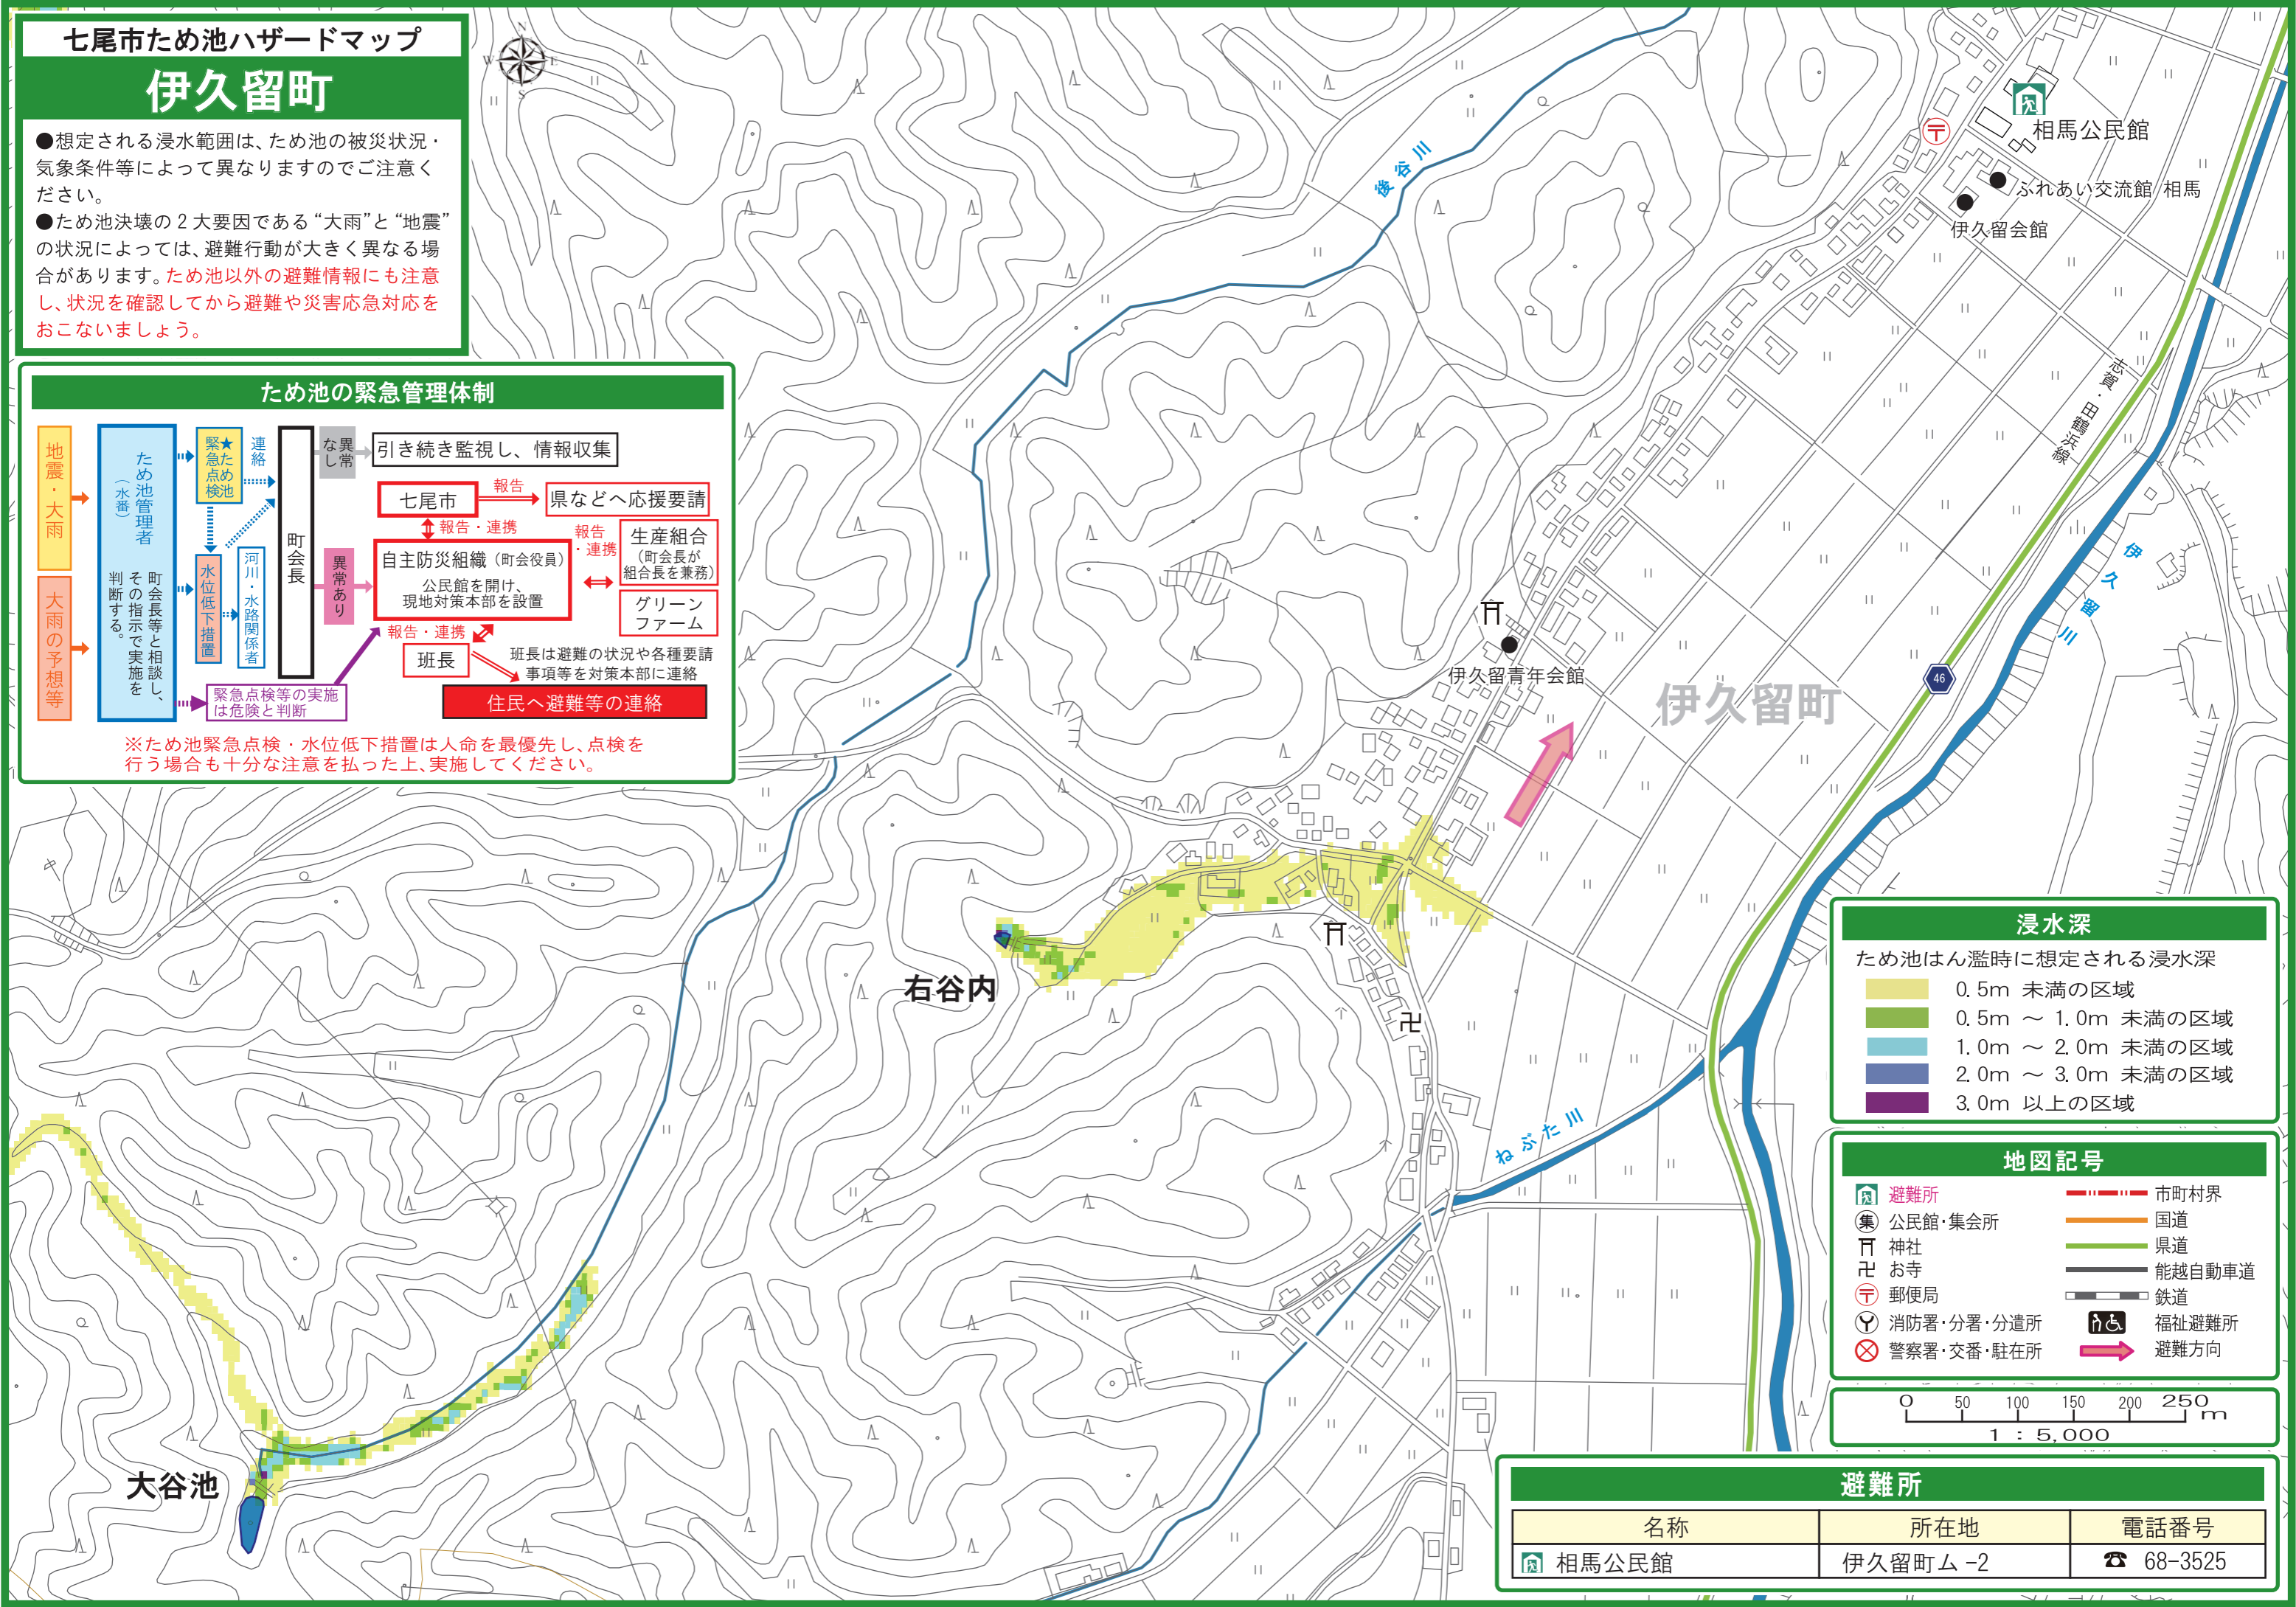 七尾市ため池ハザードマップ
伊久留町
●想定される浸水範囲は、ため池の被災状況・
気象条件等によって異なりますのでご注意く
ださい。
●ため池決壊の2大要因である“大雨”と“地震”
の状況によっては、避難行動が大きく異なる場
合があります。ため池以外の避難情報にも注意
し、状況を確認してから避難や災害応急対応を
おこないましょう。
N
W
E
S
ため池の緊急管理体制
地震・大雨
大雨の予想等
ため池管理者
(水番)
町会長等と相談し、
その指示で実施を
判断する。
★ため池
緊急点検
連絡
水位低下措置
河川・水路関係者
緊急点検等の実施
は危険と判断
町会長
異常
なし
引き続き監視し、情報収集
異常あり
七尾市
報告
県などへ応援要請
報告・連携
自主防災組織(町会役員)
公民館を開け、
現地対策本部を設置
報告
・連携
生産組合
(町会長が
組合長を兼務)
グリーン
ファーム
報告・連携
班長
班長は避難の状況や各種要請
事項等を対策本部に連絡
住民へ避難等の連絡
※ため池緊急点検・水位低下措置は人命を最優先し、点検を
行う場合も十分な注意を払った上、実施してください。
後谷川
相馬公民館
ふれあい交流館 相馬
伊久留会館
志賀・田鶴浜線
伊久留川
伊久留青年会館
伊久留町
46
右谷内
ねぶた川
大谷池
浸水深
ため池はん濫時に想定される浸水深
0.5m 未満の区域
0.5m ～ 1.0m 未満の区域
1.0m ～ 2.0m 未満の区域
2.0m ～ 3.0m 未満の区域
3.0m 以上の区域
地図記号
避難所
集 公民館・集会所
神社
卍 お寺
〒 郵便局
消防署・分署・分遣所
警察署・交番・駐在所
市町村界
国道
県道
能越自動車道
鉄道
福祉避難所
避難方向
0 50 100 150 200 250
m
1 : 5,000
避難所
名称 所在地 電話番号
相馬公民館 伊久留町ム-2 ☎ 68-3525